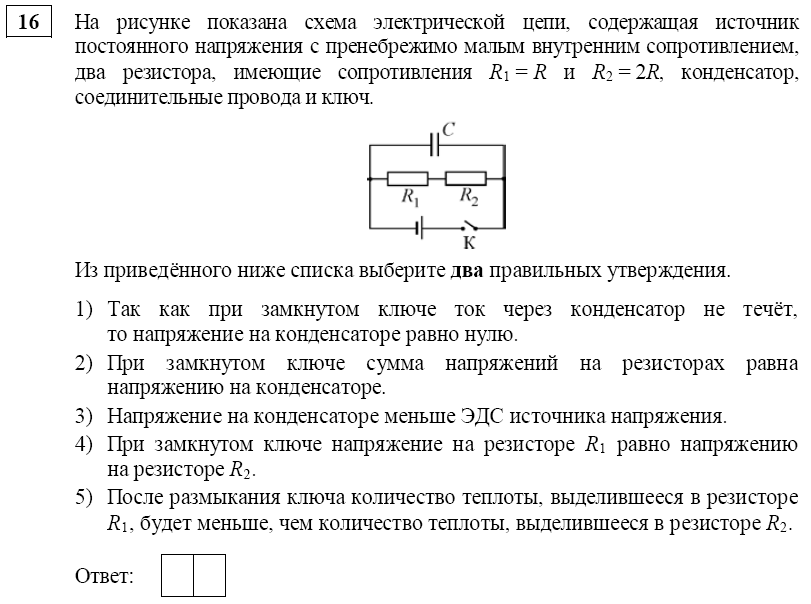 16
На рисунке показана схема электрической цепи, содержащая источник
постоянного напряжения с пренебрежимо малым внутренним сопротивлением,
два резистора, имеющие сопротивления R1 = R и R2 = 2R, конденсатор,
соединительные провода и ключ.
C
R1 R2
К
Из приведённого ниже списка выберите два правильных утверждения.
1) Так как при замкнутом ключе ток через конденсатор не течёт,
то напряжение на конденсаторе равно нулю.
2) При замкнутом ключе сумма напряжений на резисторах равна
напряжению на конденсаторе.
3) Напряжение на конденсаторе меньше ЭДС источника напряжения.
4) При замкнутом ключе напряжение на резисторе R1 равно напряжению
на резисторе R2.
5) После размыкания ключа количество теплоты, выделившееся в резисторе
R1, будет меньше, чем количество теплоты, выделившееся в резисторе R2.
Ответ: